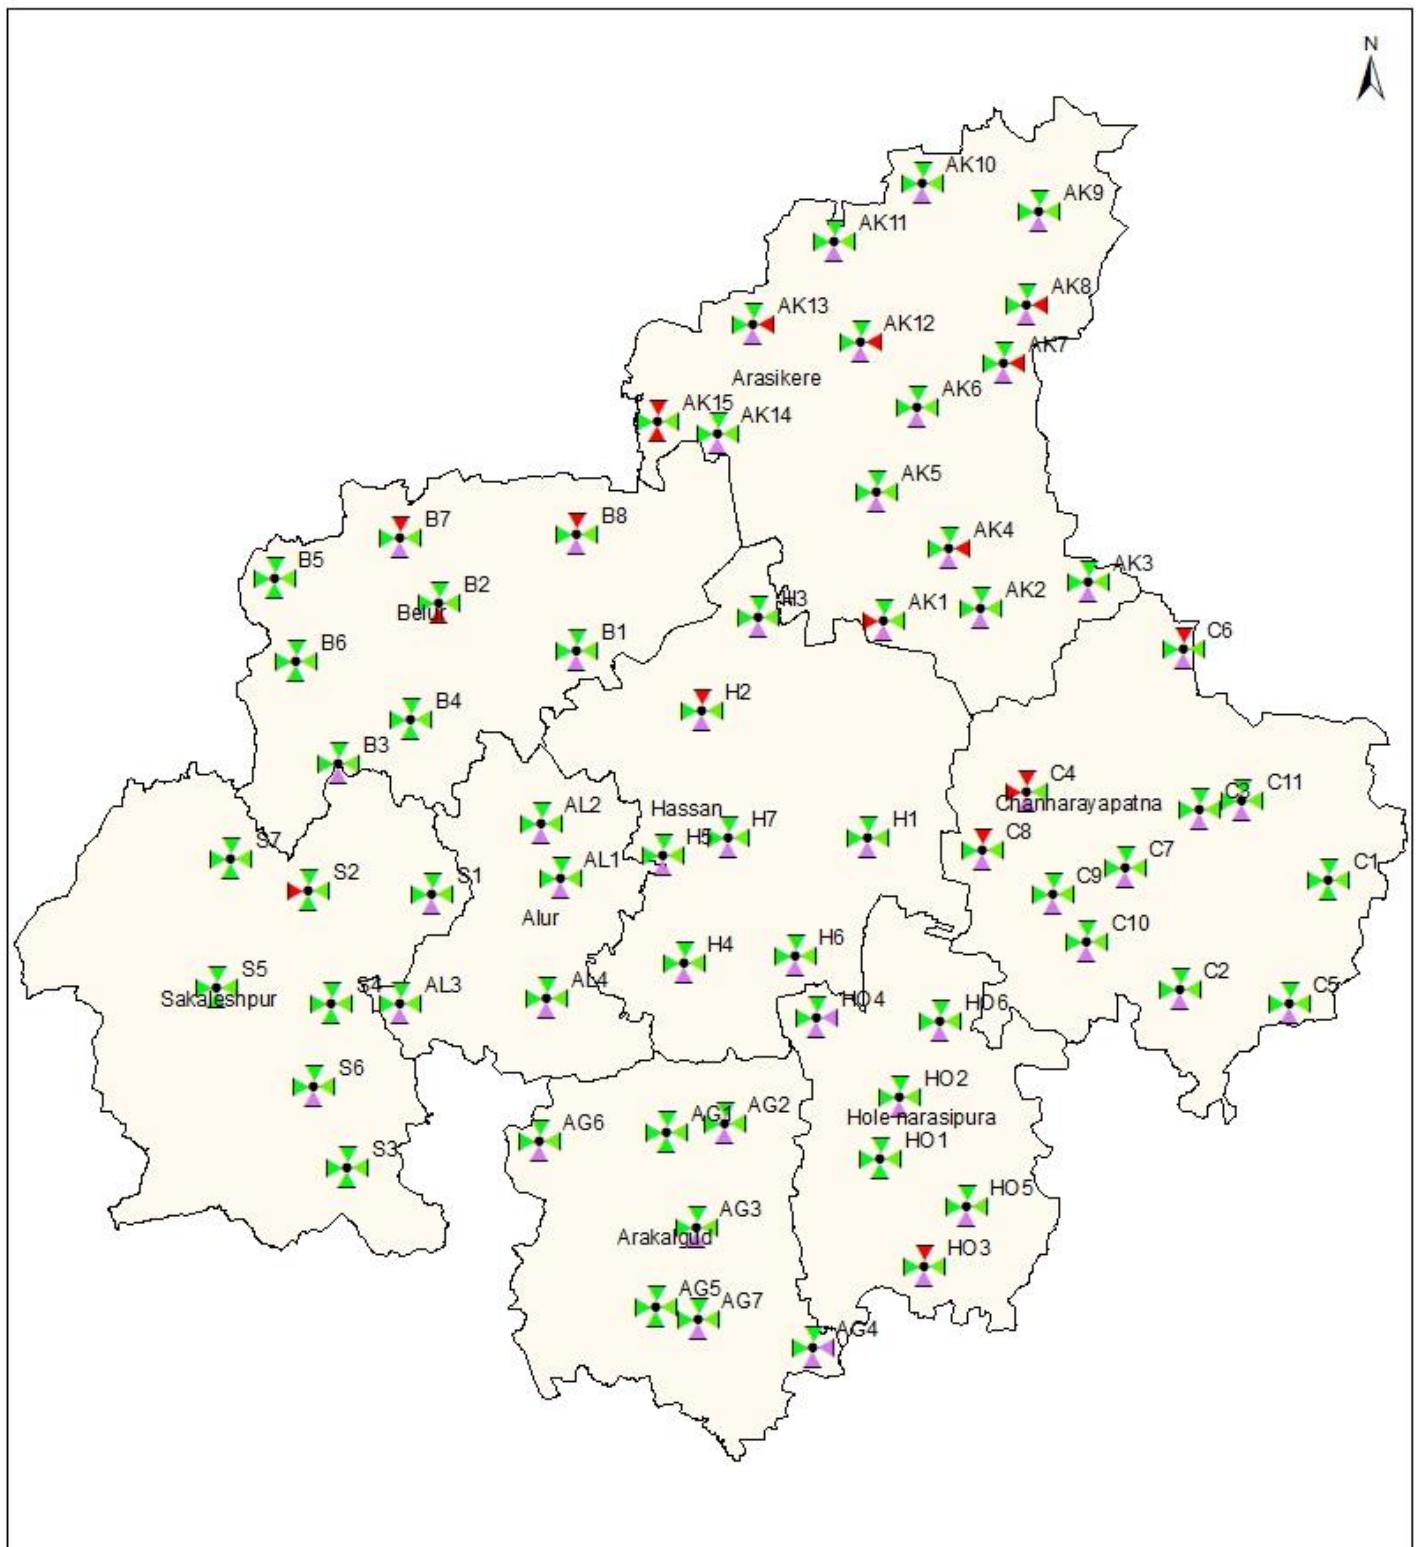 N
AK10
AK9
AK11
AK8
AK13
AK12
AK7
Arasikere
AK6
AK15
AK14
AK5
B7
B8
AK4
B5
AK3
B2
Belur
H3
AK1
AK2
B1
C6
B6
H2
B4
B3
C4
Channarayapatna
C3
C11
AL2
Hassan
H7
H1
H5
C8
S7
AL1
C7
C1
S2
S1
C9
Alur
C10
H4
H6
S5
Sakaleshpur
S4
AL3
AL4
C2
C5
HO4
HO6
S6
HO2
Hole narasipura
AG6
AG1
AG2
HO1
S3
HO5
AG3
Arakalgud
HO3
AG5
AG7
AG4